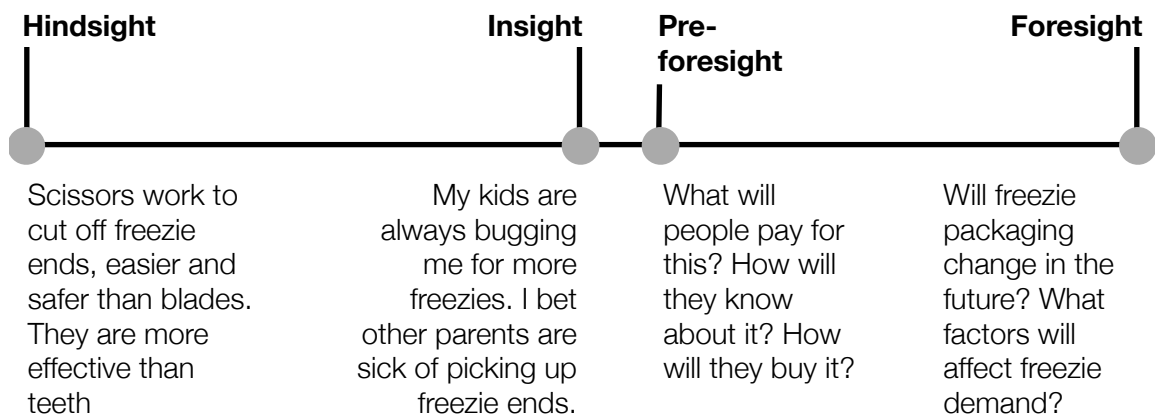 Hindsight
Insight
Pre-
foresight
Foresight
Scissors work to
cut off freezie
ends, easier and
safer than blades.
They are more
effective than
teeth
My kids are
always bugging
me for more
freezies. I bet
other parents are
sick of picking up
freezie ends.
What will
people pay for
this? How will
they know
about it? How
will they buy it?
Will freezie
packaging
change in the
future? What
factors will
affect freezie
demand?